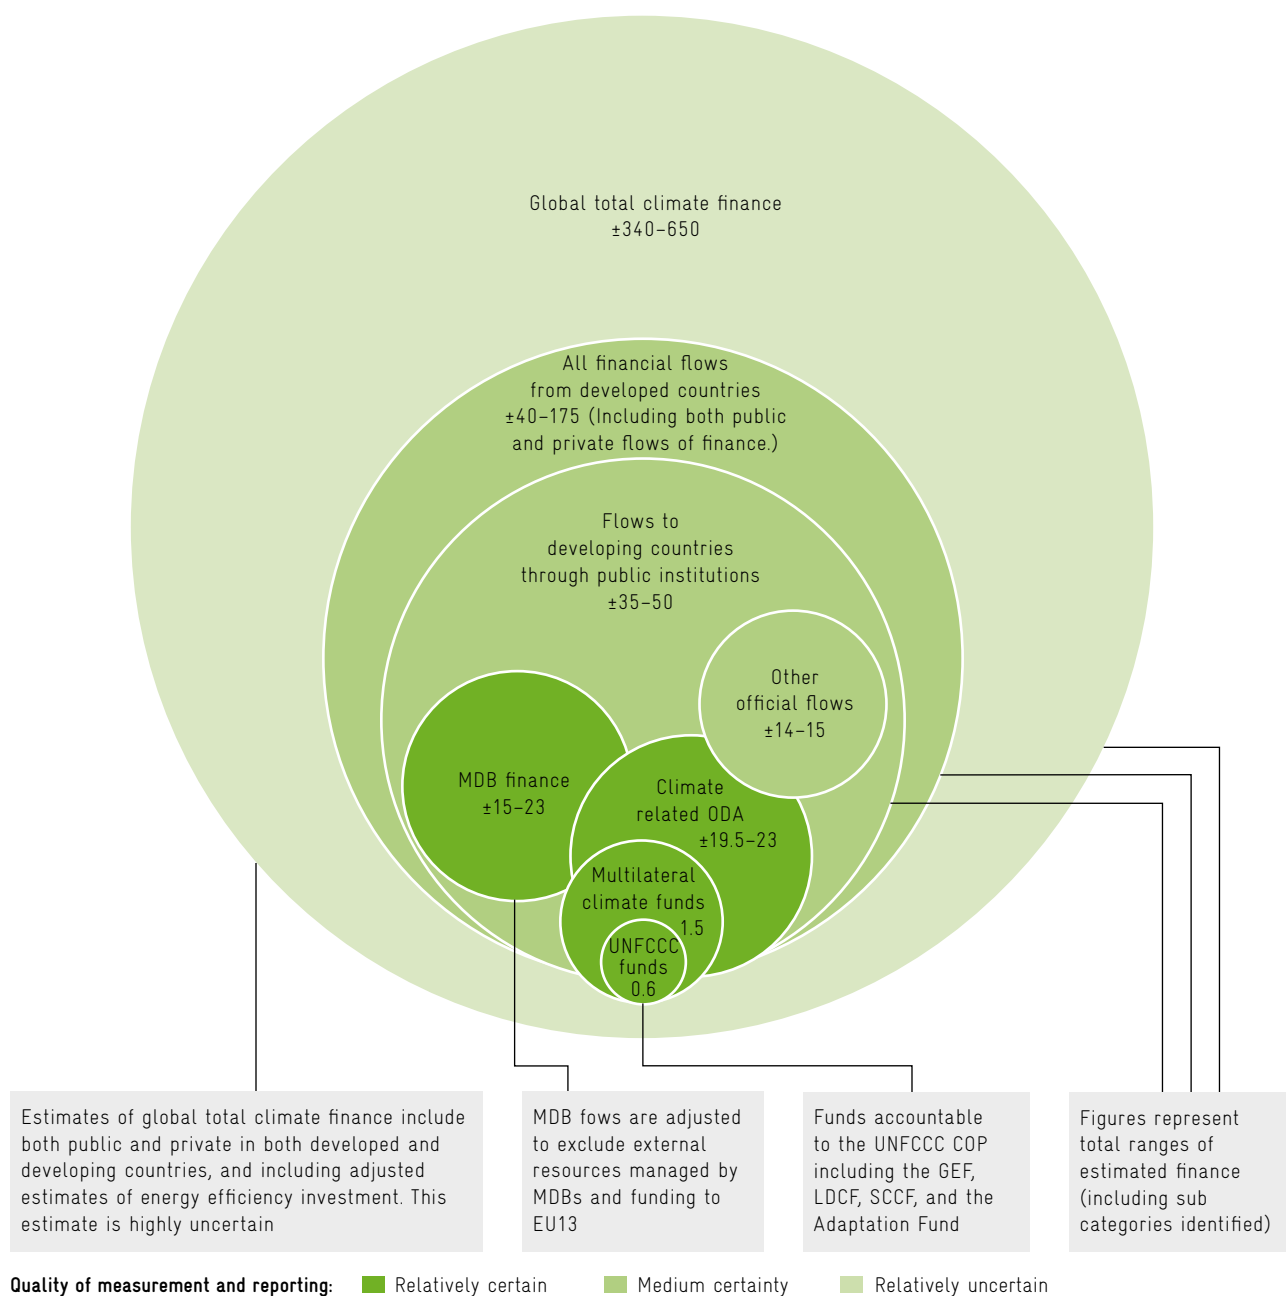 Global total climate finance
±340–650
All financial flows
from developed countries
±40–175 (Including both public
and private flows of finance.)
Flows to
developing countries
through public institutions
±35–50
Other
official flows
±14–15
MDB finance
±15–23
Climate
related ODA
±19.5–23
Multilateral
climate funds
1.5
UNFCCC
funds
0.6
Estimates of global total climate finance include
both public and private in both developed and
developing countries, and including adjusted
estimates of energy efficiency investment. This
estimate is highly uncertain
MDB fows are adjusted
to exclude external
resources managed by
MDBs and funding to
EU13
Funds accountable
to the UNFCCC COP
including the GEF,
LDCF, SCCF, and the
Adaptation Fund
Figures represent
total ranges of
estimated finance
(including sub
categories identified)
Quality of measurement and reporting: Relatively certain Medium certainty Relatively uncertain